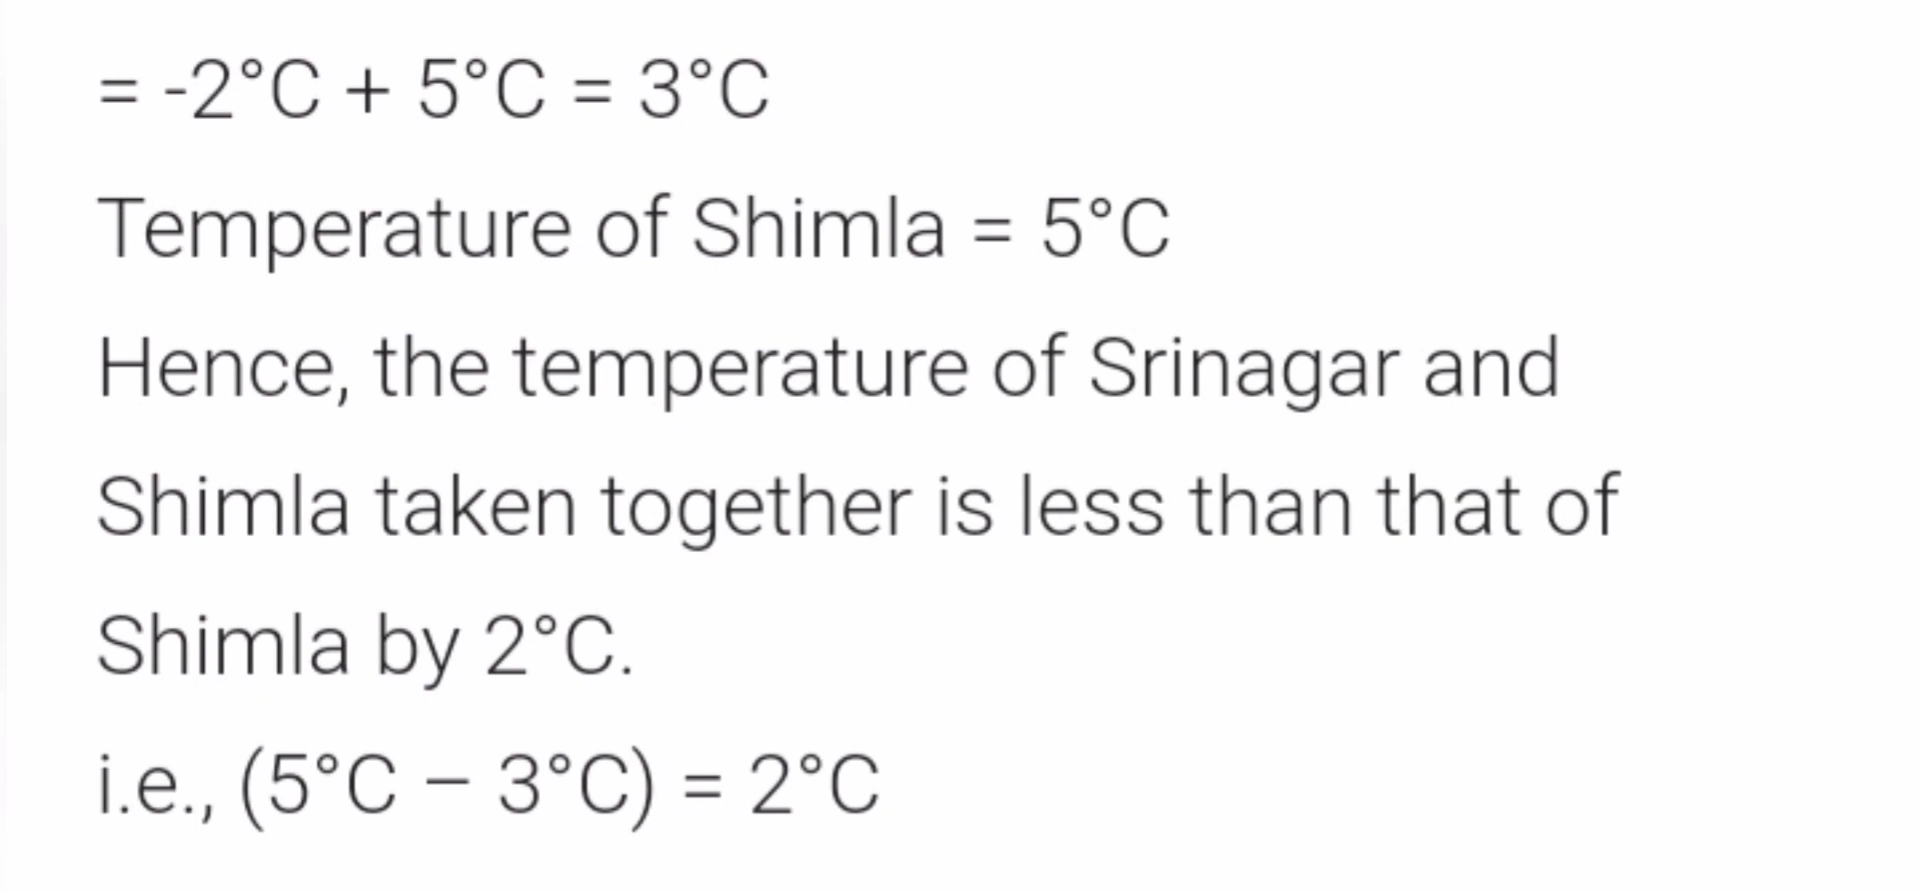 = -2°C + 5°C = 3°C
Temperature of Shimla = 5°C
Hence, the temperature of Srinagar and
Shimla taken together is less than that of
Shimla by 2°C.
i.e., (5°C – 3°C) = 2°C